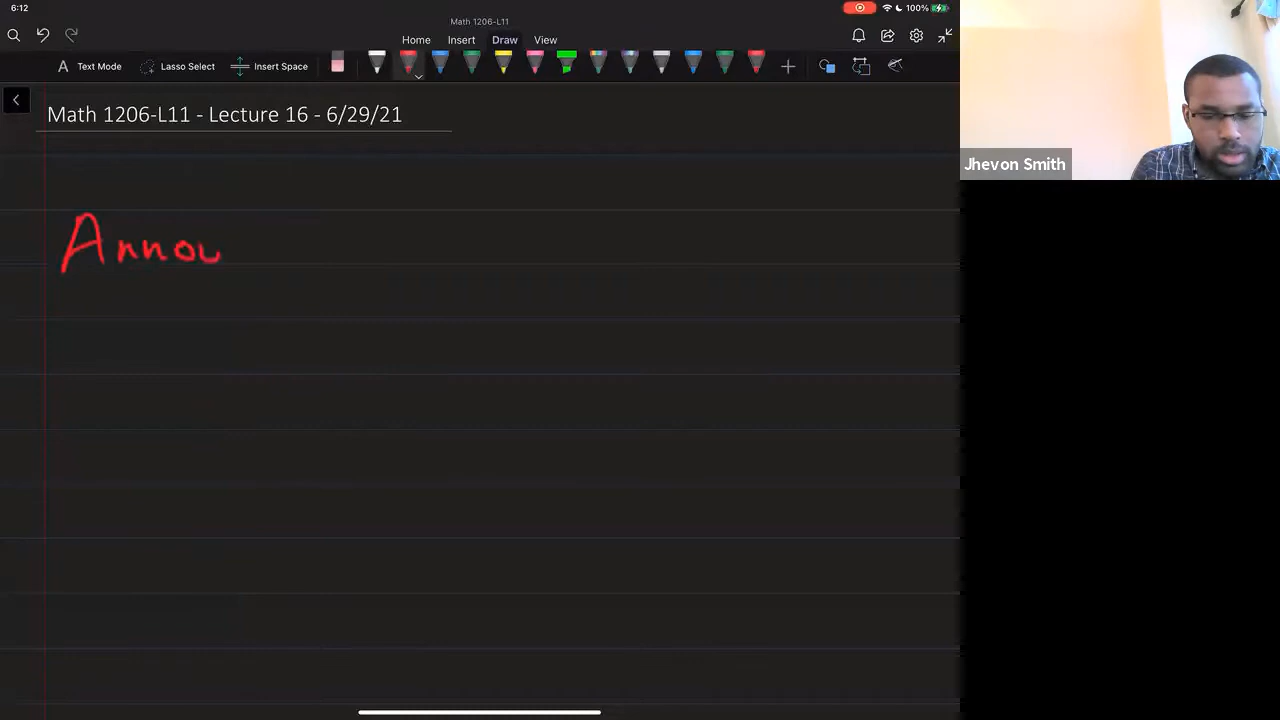 6:12
100%
Math 1206-L11
Home Insert Draw View
Text Mode Lasso Select Insert Space
Math 1206-L11 - Lecture 16 - 6/29/21
Annou
Jhevon Smith